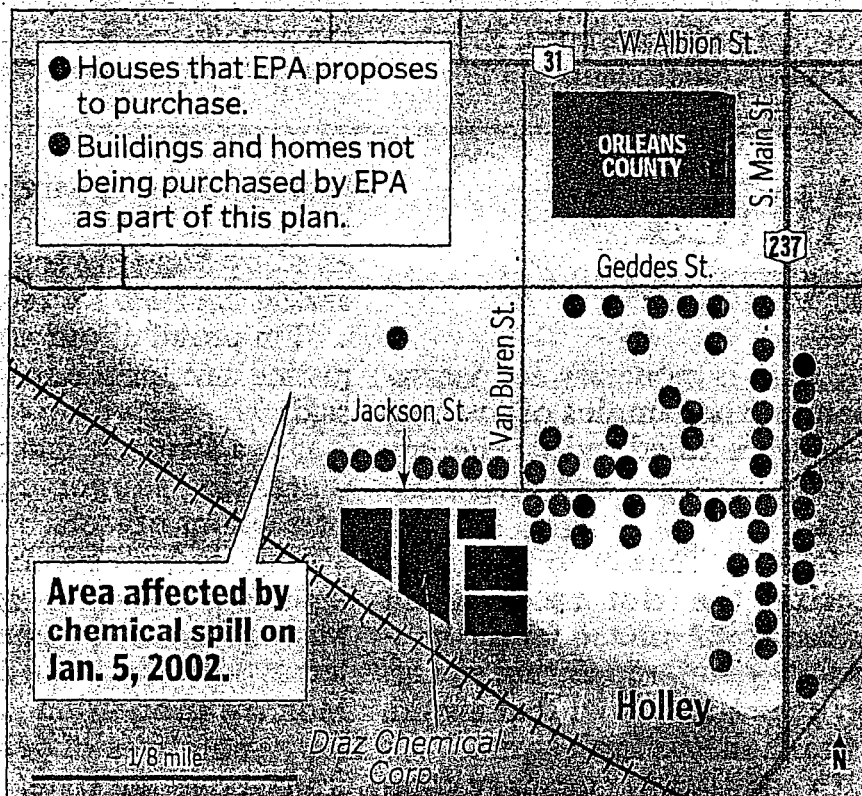 Houses that EPA proposes
to purchase.
Buildings and homes not
being purchased by EPA
as part of this plan.
W. Albion St.
31
ORLEANS
COUNTY
S. Main St.
237
Geddes St.
Van Buren St.
Jackson St.
Area affected by
chemical spill on
Jan. 5, 2002.
Holley
Diaz Chemical
Corp.
1/8 mile
N